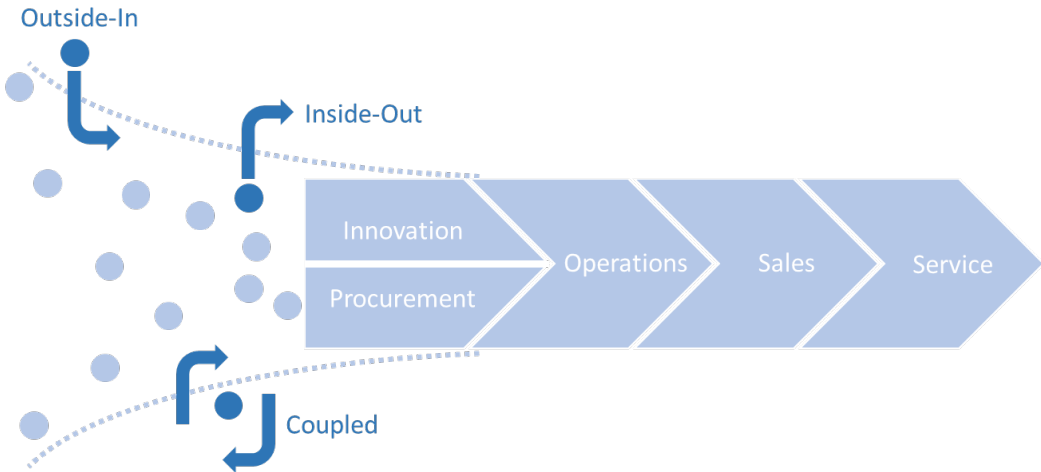 Outside-In
Inside-Out
Innovation
Procurement
Operations
Sales
Service
Coupled